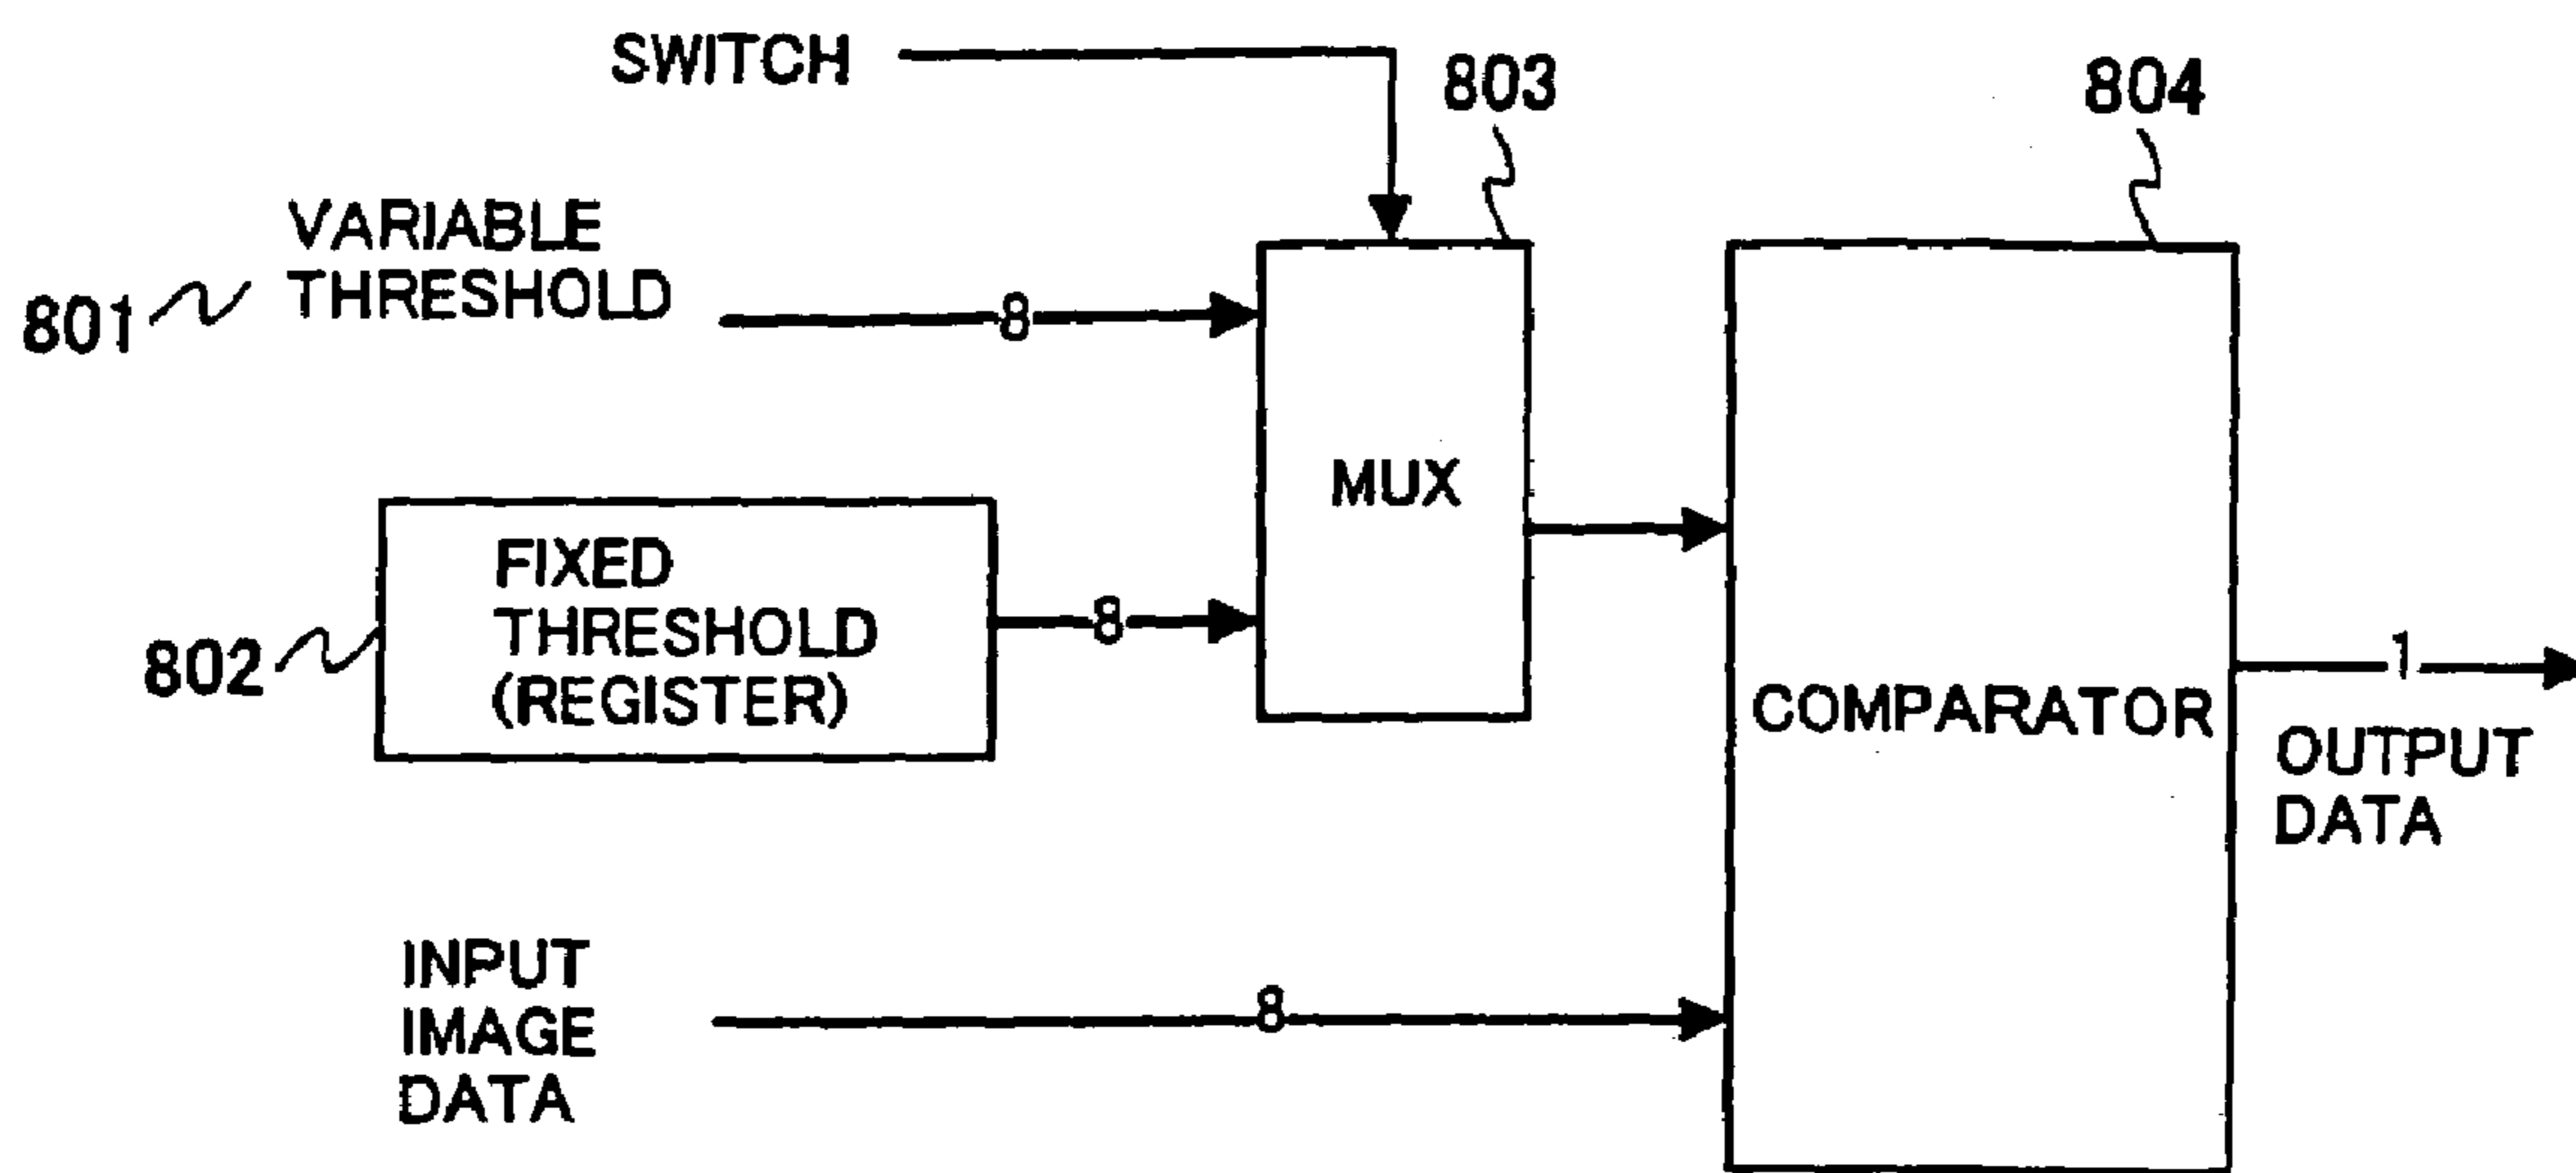 SWITCH
803
804
VARIABLE
THRESHOLD
801
8
FIXED
THRESHOLD
(REGISTER)
802
8
MUX
COMPARATOR
1
OUTPUT
DATA
INPUT
IMAGE
DATA
8